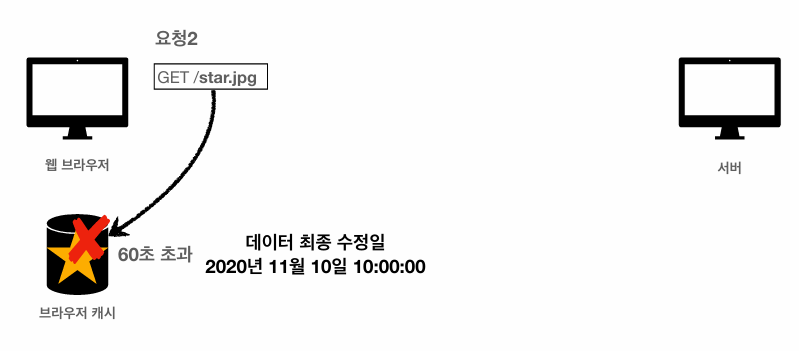 요청2
GET /star.jpg
웹 브라우저
서버
60초 초과
데이터 최종 수정일
2020년 11월 10일 10:00:00
브라우저 캐시